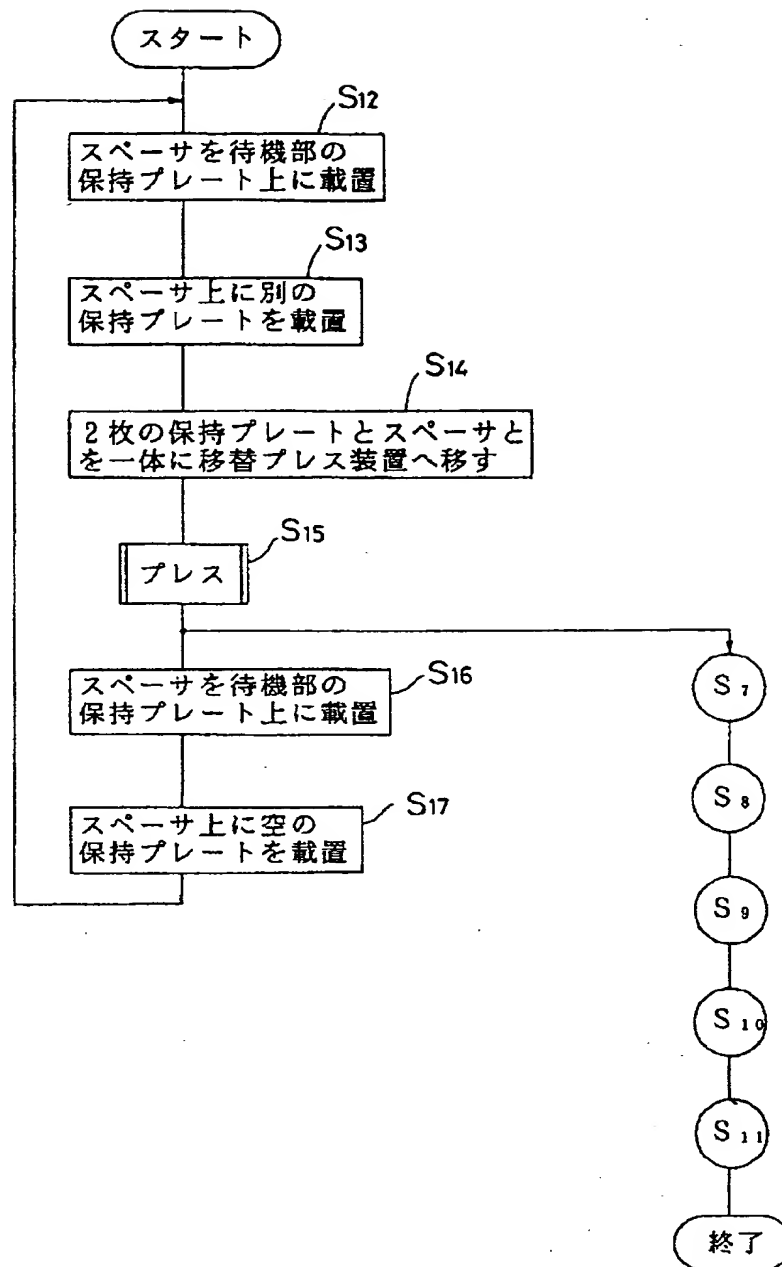 スタート
S12
スペーサを待機部の
保持プレート上に載置
S13
スペーサ上に別の
保持プレートを載置
S14
2枚の保持プレートとスペーサと
を一体に移替プレス装置へ移す
S15
プレス
S16
スペーサを待機部の
保持プレート上に載置
S17
スペーサ上に空の
保持プレートを載置
S7
S8
S9
S10
S11
終了